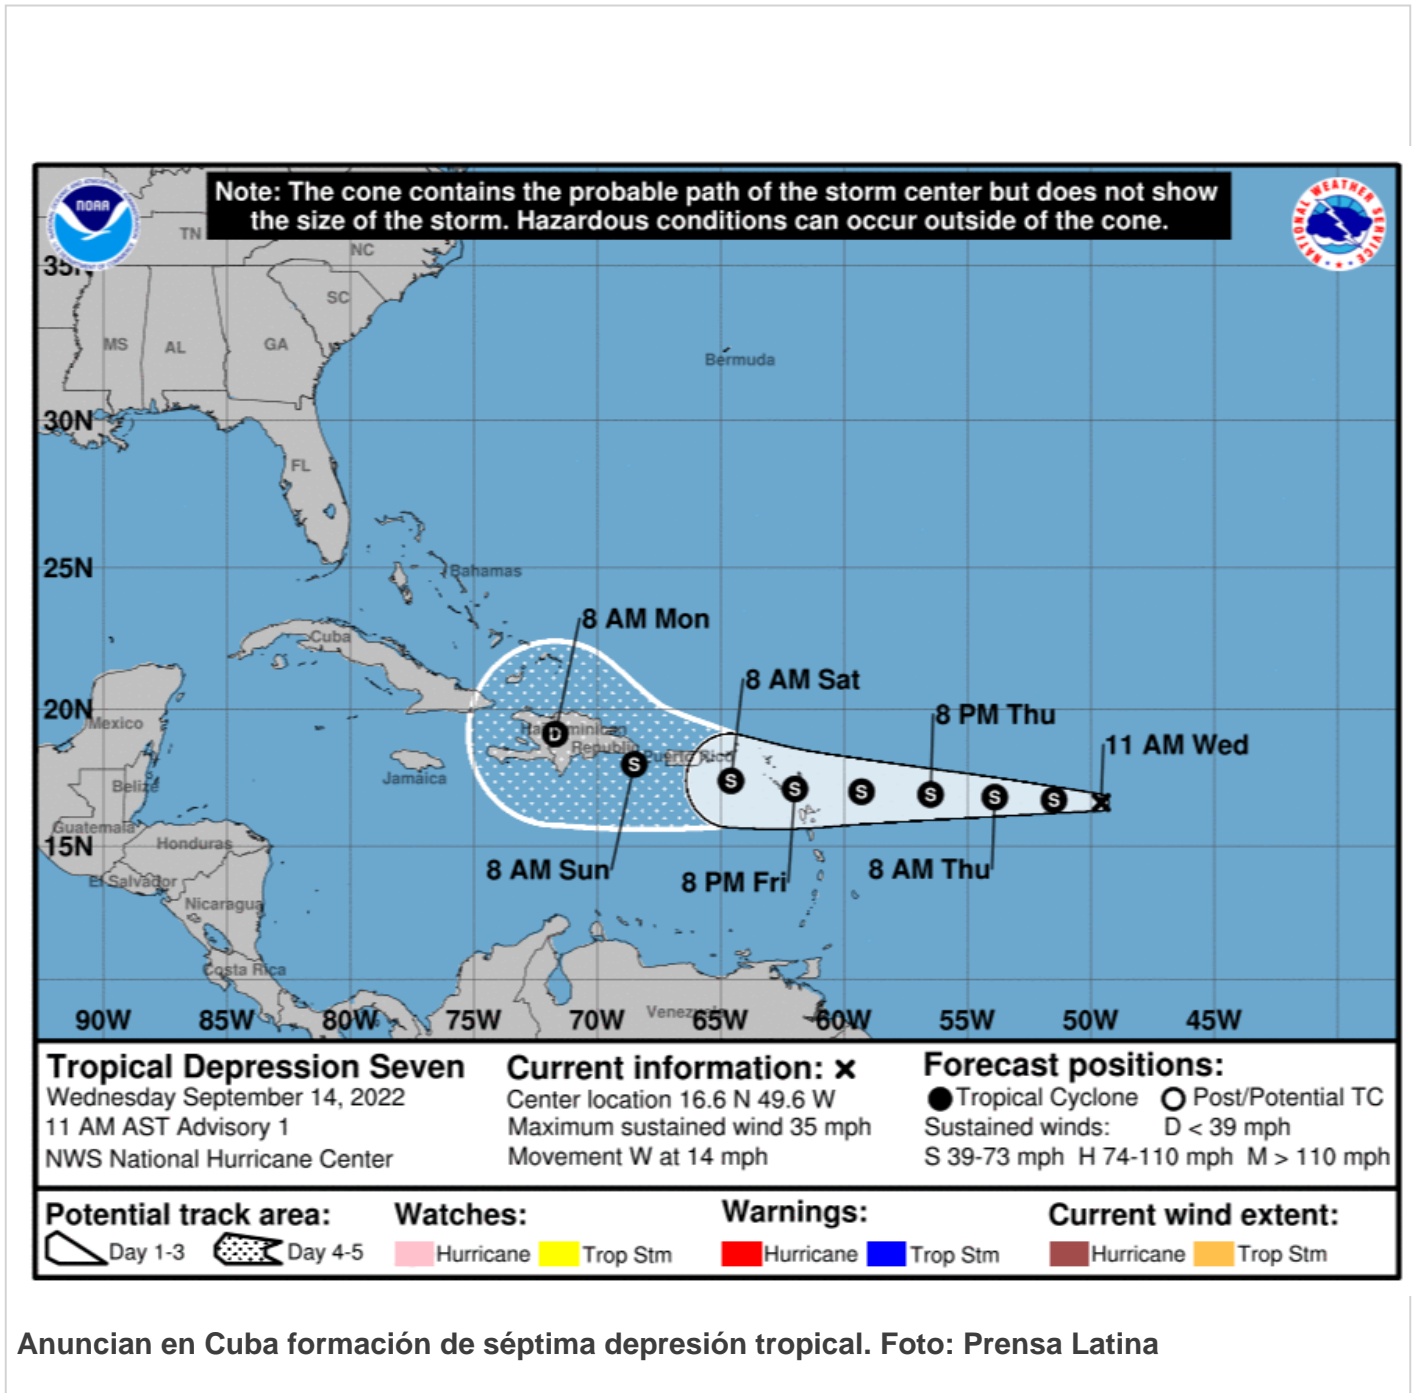 Note: The cone contains the probable path of the storm center but does not show
the size of the storm. Hazardous conditions can occur outside of the cone.
NOAA
NATIONAL WEATHER SERVICE
TN
NC
35N
SC
MS
AL
GA
Bermuda
30N
FL
25N
Bahamas
8 AM Mon
Cuba
8 AM Sat
20N
Mexico
8 PM Thu
D
Republic
11 AM Wed
Puerto Rico
S
S
S
S
S
S
S
Jamaica
Belize
Guatemala
15N
Honduras
8 AM Sun
8 PM Fri
8 AM Thu
El Salvador
Nicaragua
Costa Rica
Venezuela
90W 85W 80W 75W 70W 65W 60W 55W 50W 45W
Tropical Depression Seven
Wednesday September 14, 2022
11 AM AST Advisory 1
NWS National Hurricane Center
Current information: x
Center location 16.6 N 49.6 W
Maximum sustained wind 35 mph
Movement W at 14 mph
Forecast positions:
Tropical Cyclone Post/Potential TC
Sustained winds: D < 39 mph
S 39-73 mph H 74-110 mph M > 110 mph
Potential track area:
Day 1-3 Day 4-5
Watches:
Hurricane Trop Stm
Warnings:
Hurricane Trop Stm
Current wind extent:
Hurricane Trop Stm
Anuncian en Cuba formación de séptima depresión tropical. Foto: Prensa Latina